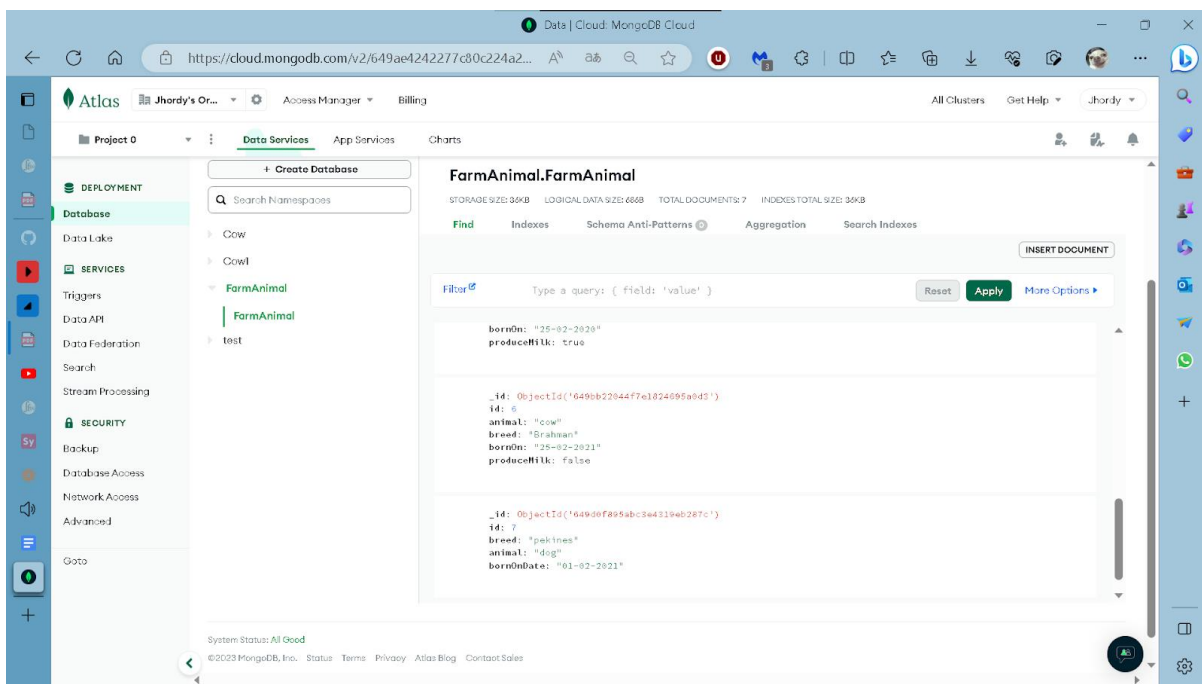 Data | Cloud: MongoDB Cloud
https://cloud.mongodb.com/v2/649ae4242277c80c224a2...
Atlas
Jhordy's Or...
Access Manager
Billing
All Clusters
Get Help
Jhordy
Project 0
Data Services
App Services
Charts
DEPLOYMENT
Database
Data Lake
SERVICES
Triggers
Data API
Data Federation
Search
Stream Processing
SECURITY
Backup
Database Access
Network Access
Advanced
Goto
+ Create Database
Search Namespaces
Cow
Cowl
FarmAnimal
FarmAnimal
test
FarmAnimal.FarmAnimal
STORAGE SIZE: 36KB LOGICAL DATA SIZE: 686B TOTAL DOCUMENTS: 7 INDEXES TOTAL SIZE: 36KB
Find Indexes Schema Anti-Patterns 0 Aggregation Search Indexes
INSERT DOCUMENT
Filter
Type a query: { field: 'value' }
Reset
Apply
More Options
bornOn: "25-02-2020"
produceMilk: true
_id: ObjectId('649bb22044f7e1824695a0d3')
id: 6
animal: "cow"
breed: "Brahman"
bornOn: "25-02-2021"
produceMilk: false
_id: ObjectId('649d0f895abc3e4319eb287c')
id: 7
breed: "pekines"
animal: "dog"
bornOnDate: "01-02-2021"
System Status: All Good
©2023 MongoDB, Inc. Status Terms Privacy Atlas Blog Contact Sales